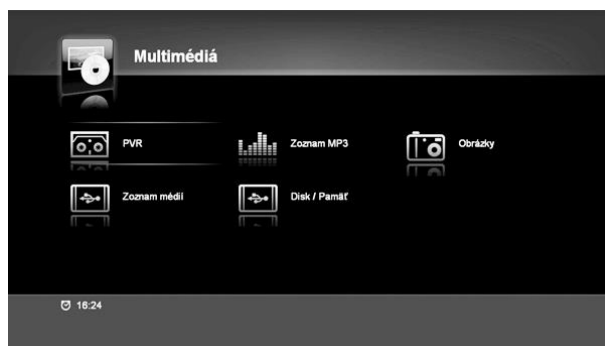 Multimédiá
PVR
Zoznam MP3
Obrázky
Zoznam médií
Disk / Pamäť
16:24